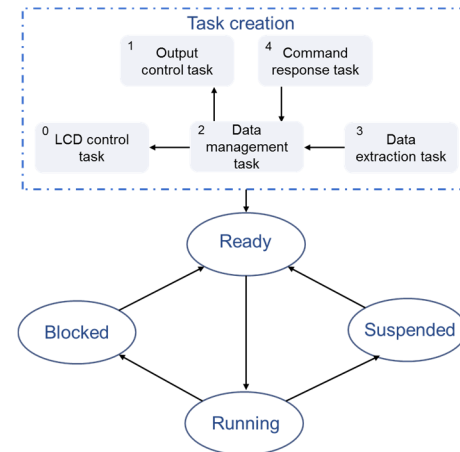 Task creation
1
Output
control task
4
Command
response task
0
LCD control
task
2
Data
management
task
3
Data
extraction task
Ready
Blocked
Suspended
Running